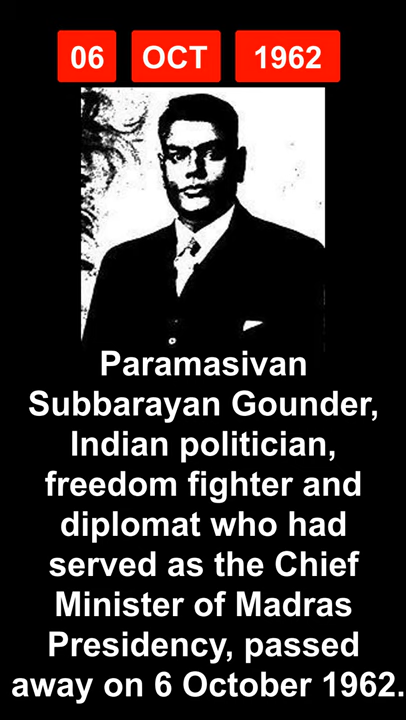 06 OCT 1962
Paramasivan
Subbarayan Gounder,
Indian politician,
freedom fighter and
diplomat who had
served as the Chief
Minister of Madras
Presidency, passed
away on 6 October 1962.